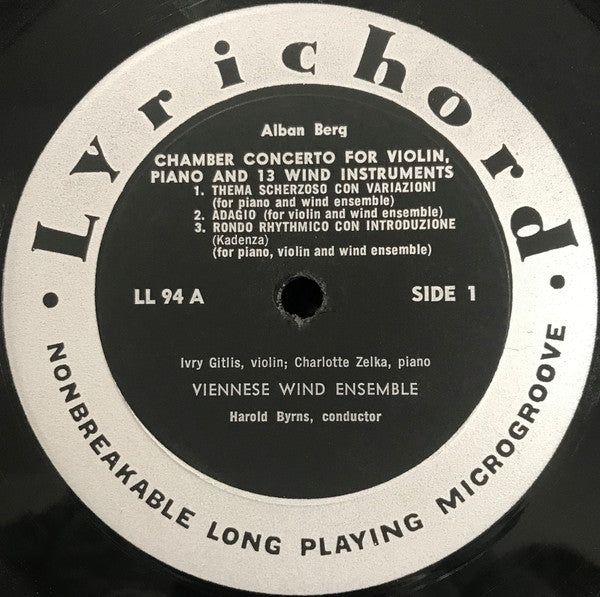 Lyrichord
Alban Berg
CHAMBER CONCERTO FOR VIOLIN,
PIANO AND 13 WIND INSTRUMENTS
1. THEMA SCHERZOSO CON VARIAZIONI
(for piano and wind ensemble)
2. ADAGIO (for violin and wind ensemble)
3. RONDO RHYTHMICO CON INTRODUZIONE
(Kadenza)
(for piano, violin and wind ensemble)
LL 94 A SIDE 1
Ivry Gitlis, violin; Charlotte Zelka, piano
VIENNESE WIND ENSEMBLE
Harold Byrns, conductor
• NONBREAKABLE LONG PLAYING MICROGROOVE •